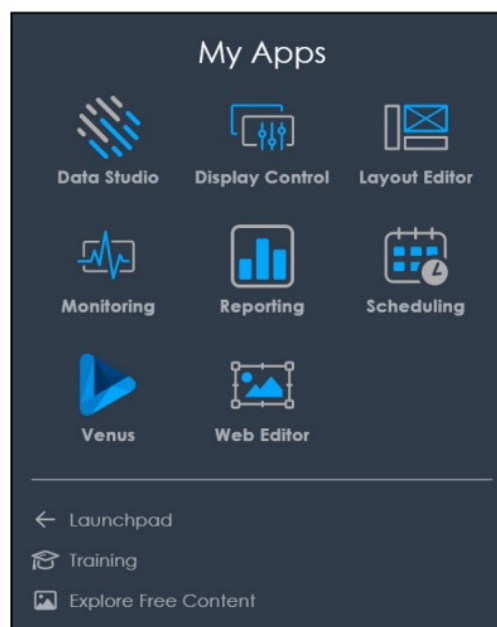 My Apps
Data Studio Display Control Layout Editor
Monitoring Reporting Scheduling
Venus Web Editor
Launchpad
Training
Explore Free Content